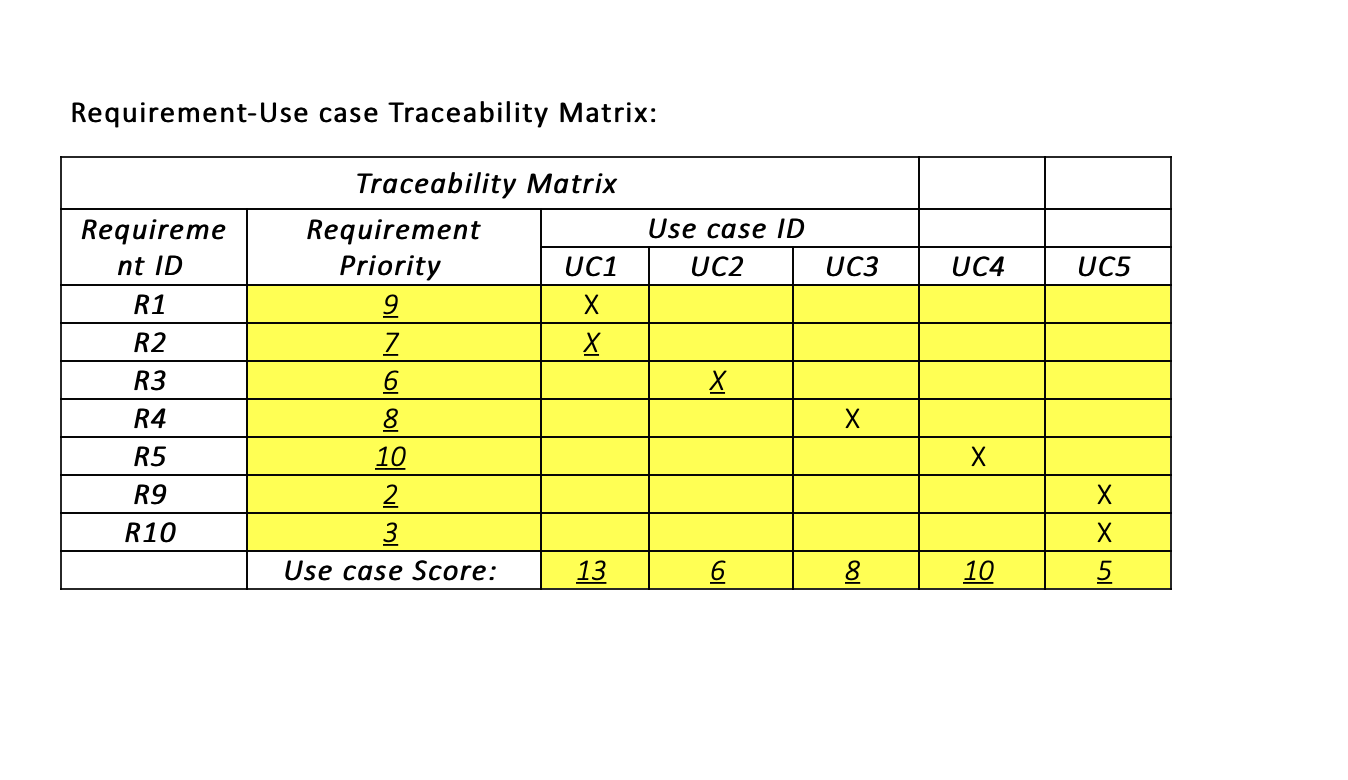 Requirement-Use case Traceability Matrix:
Traceability Matrix
Requireme
nt ID
Requirement
Priority
Use case ID
UC1 UC2 UC3 UC4 UC5
R1 9 X
R2 7 X
R3 6 X
R4 8 X
R5 10 X
R9 2 X
R10 3 X
Use case Score: 13 6 8 10 5